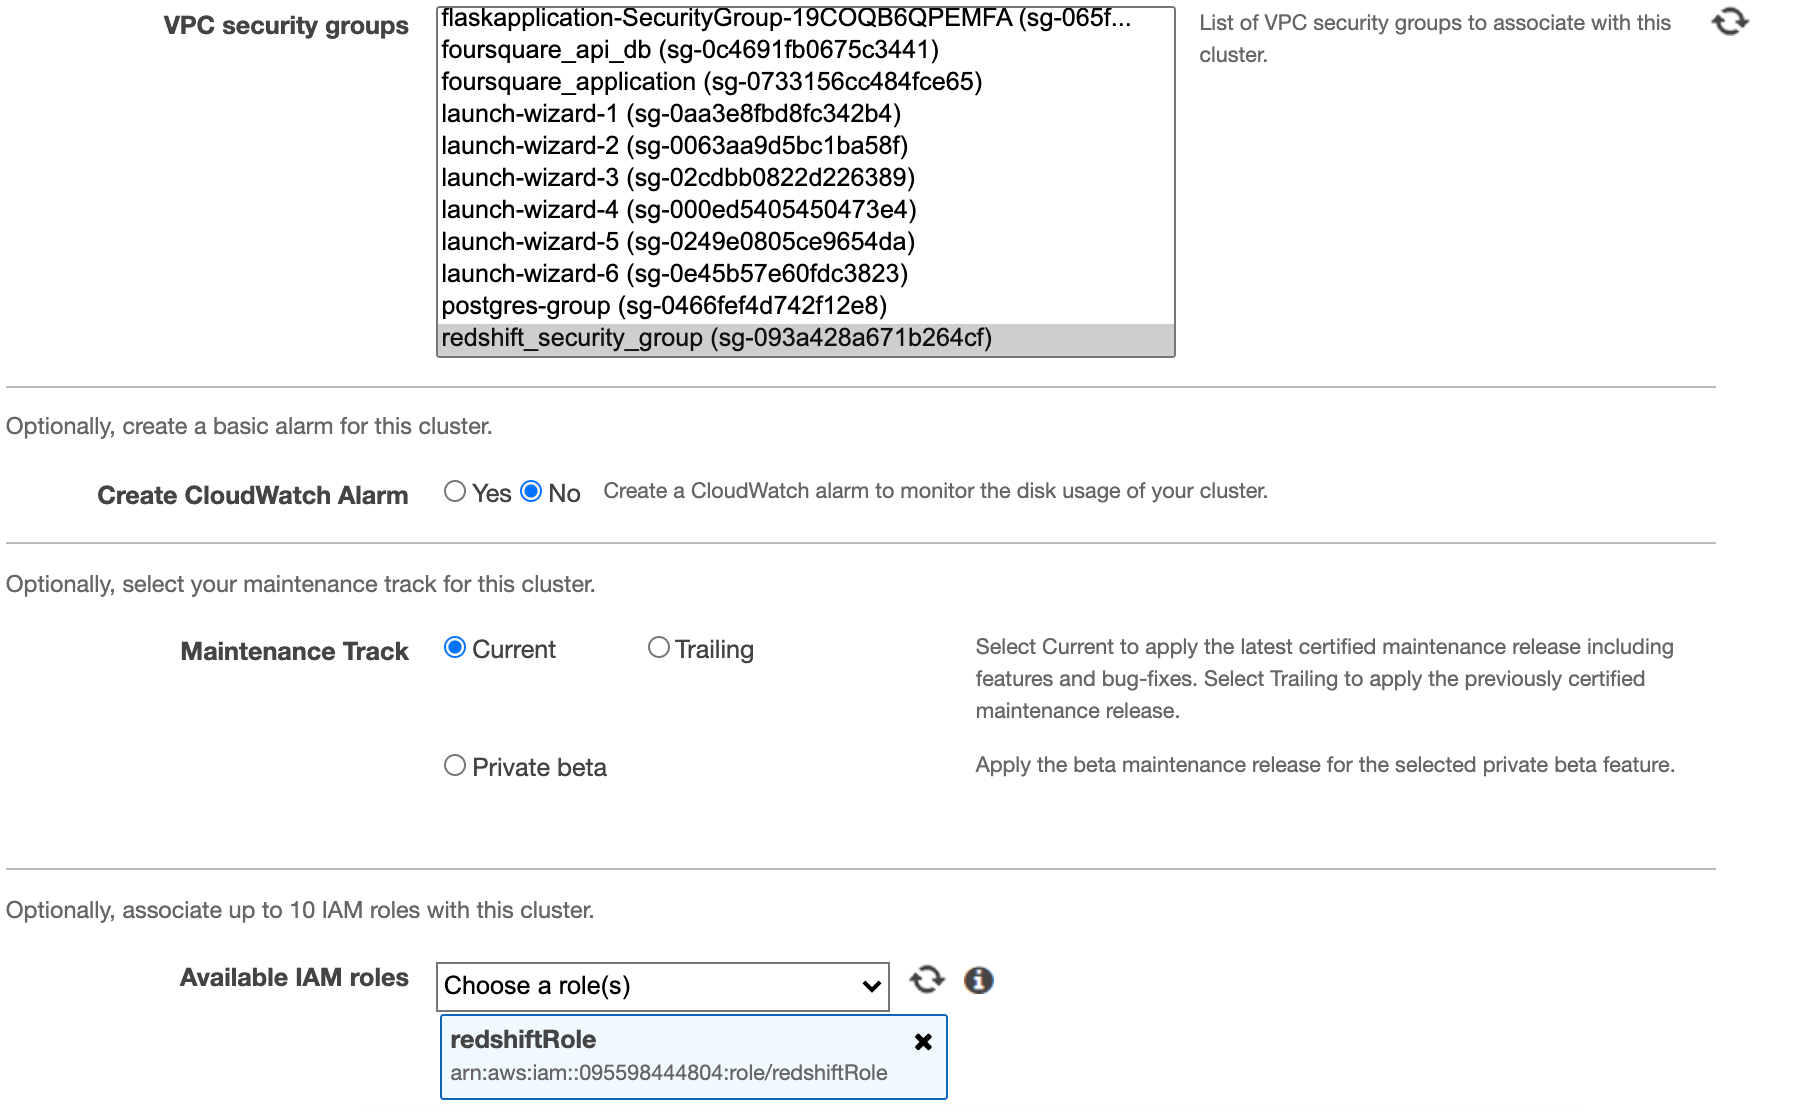 VPC security groups
flaskapplication-SecurityGroup-19COQB6QPEMFA (sg-065f...
foursquare_api_db (sg-0c4691fb0675c3441)
foursquare_application (sg-0733156cc484fce65)
launch-wizard-1 (sg-0aa3e8fbd8fc342b4)
launch-wizard-2 (sg-0063aa9d5bc1ba58f)
launch-wizard-3 (sg-02cdbb0822d226389)
launch-wizard-4 (sg-000ed5405450473e4)
launch-wizard-5 (sg-0249e0805ce9654da)
launch-wizard-6 (sg-0e45b57e60fdc3823)
postgres-group (sg-0466fef4d742f12e8)
redshift_security_group (sg-093a428a671b264cf)
List of VPC security groups to associate with this
cluster.
Optionally, create a basic alarm for this cluster.
Create CloudWatch Alarm
Yes No
Create a CloudWatch alarm to monitor the disk usage of your cluster.
Optionally, select your maintenance track for this cluster.
Maintenance Track
Current
Trailing
Select Current to apply the latest certified maintenance release including
features and bug-fixes. Select Trailing to apply the previously certified
maintenance release.
Private beta
Apply the beta maintenance release for the selected private beta feature.
Optionally, associate up to 10 IAM roles with this cluster.
Available IAM roles
Choose a role(s)
redshiftRole
arn:aws:iam::095598444804:role/redshiftRole